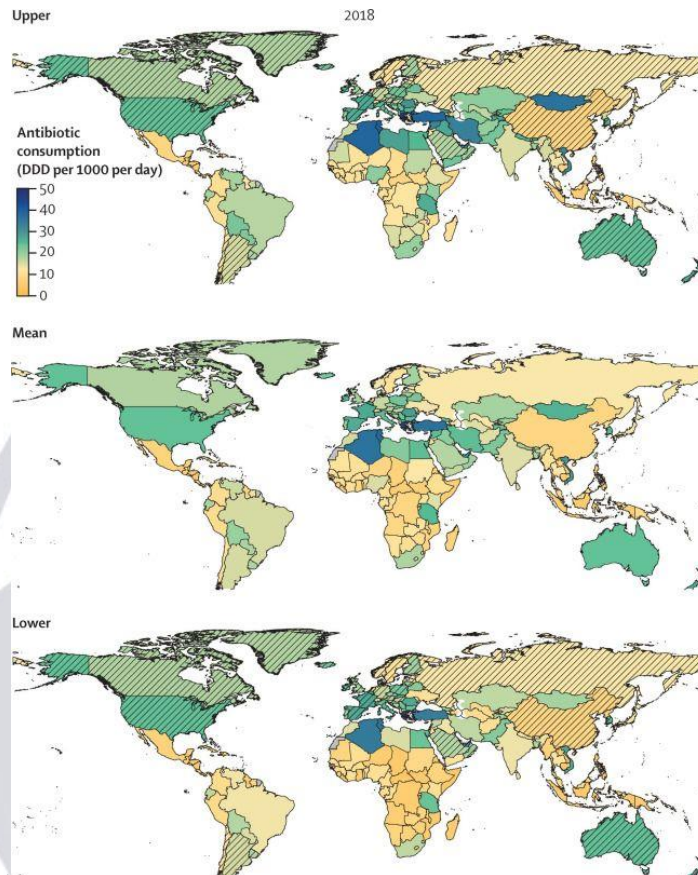 Upper
2018
Antibiotic
consumption
(DDD per 1000 per day)
50
40
30
20
10
0
Mean
Lower